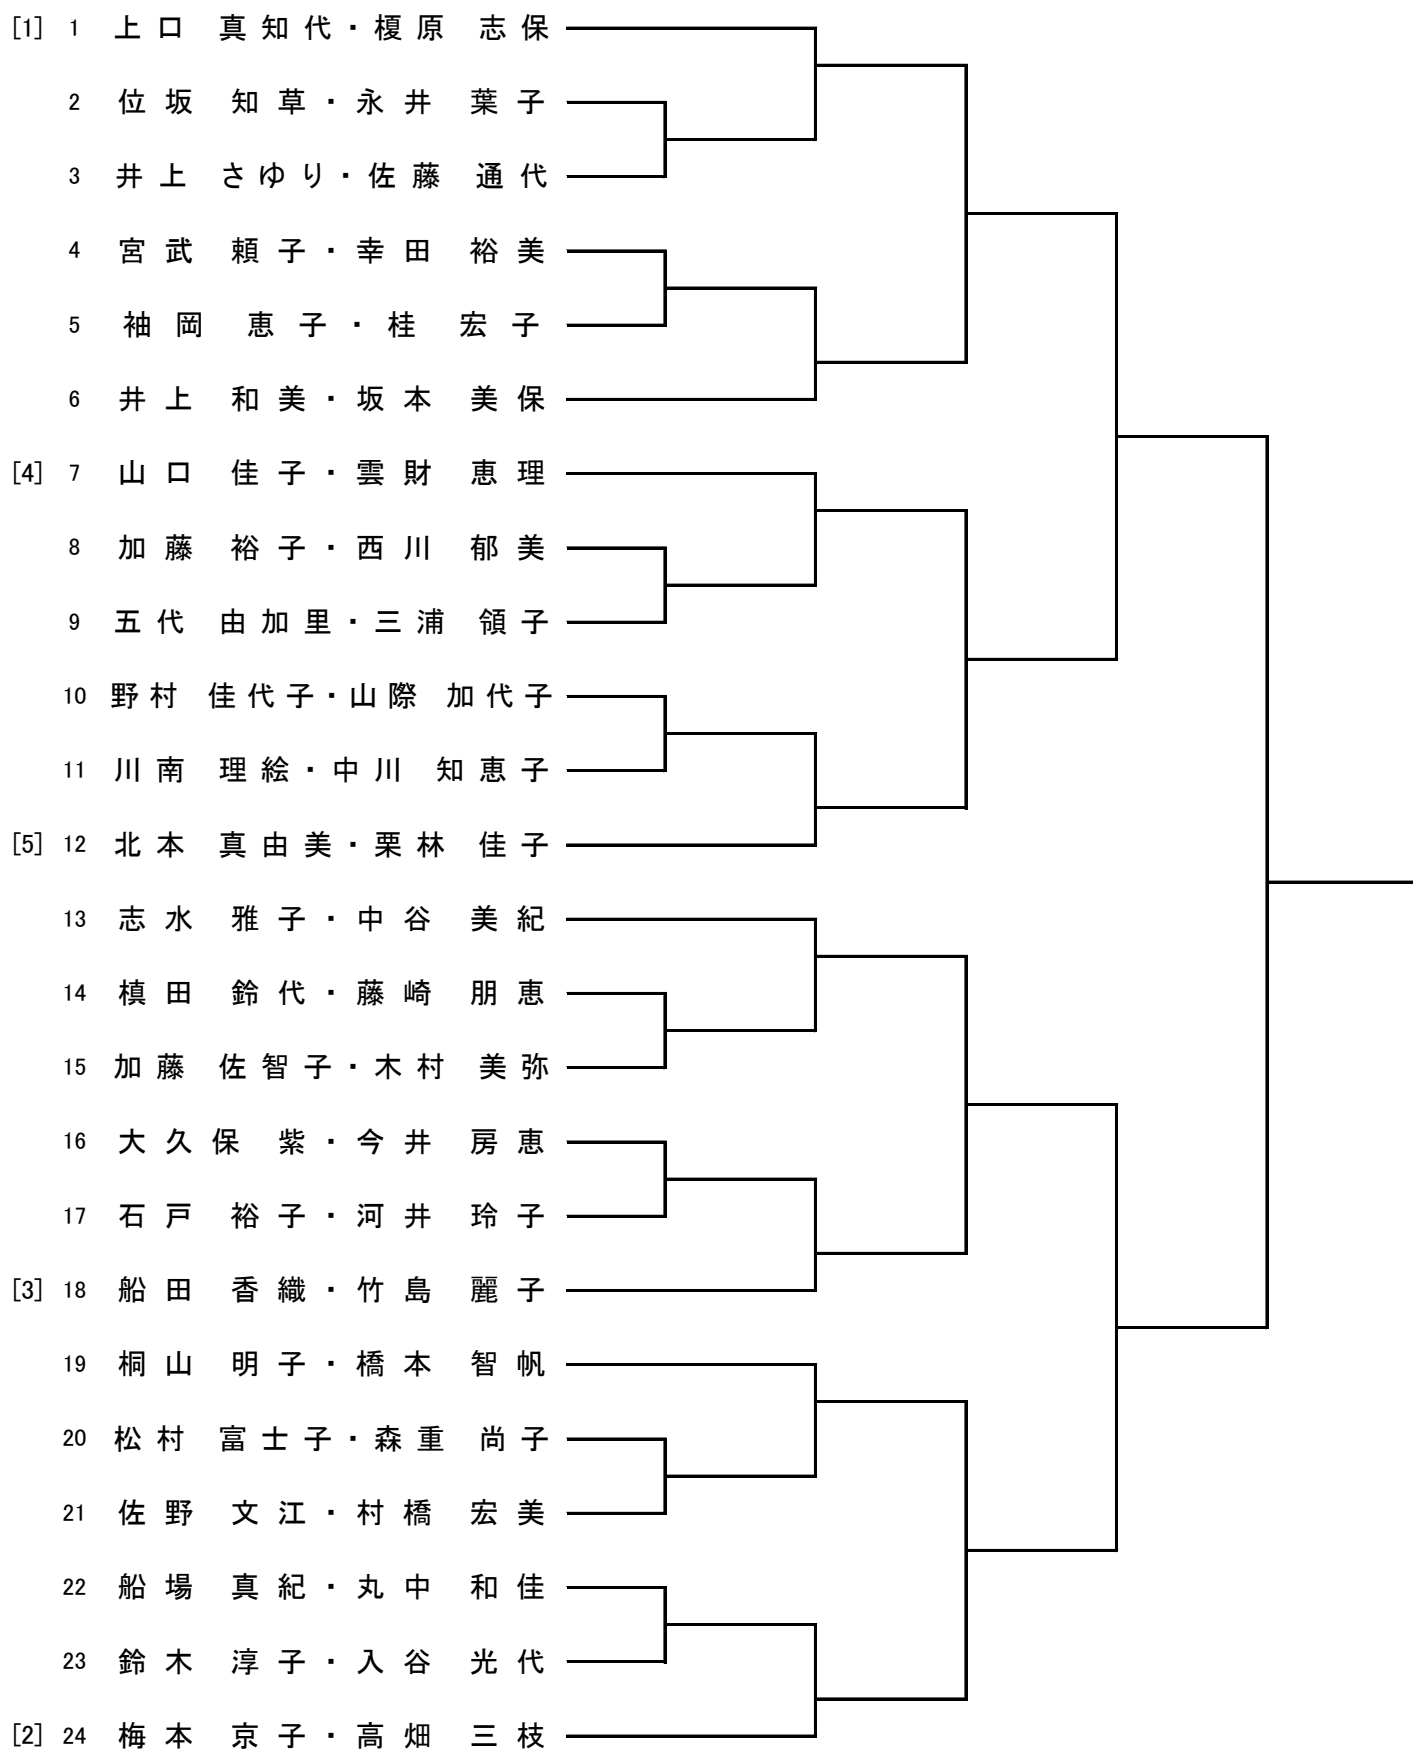 [1] 1 上口 真知代・榎原 志保
2 位坂 知草・永井 葉子
3 井上 さゆり・佐藤 通代
4 宮武 頼子・幸田 裕美
5 袖岡 恵子・桂 宏子
6 井上 和美・坂本 美保
[4] 7 山口 佳子・雲財 恵理
8 加藤 裕子・西川 郁美
9 五代 由加里・三浦 領子
10 野村 佳代子・山際 加代子
11 川南 理絵・中川 知恵子
[5] 12 北本 真由美・栗林 佳子
13 志水 雅子・中谷 美紀
14 槙田 鈴代・藤崎 朋恵
15 加藤 佐智子・木村 美弥
16 大久保 紫・今井 房恵
17 石戸 裕子・河井 玲子
[3] 18 船田 香織・竹島 麗子
19 桐山 明子・橋本 智帆
20 松村 富士子・森重 尚子
21 佐野 文江・村橋 宏美
22 船場 真紀・丸中 和佳
23 鈴木 淳子・入谷 光代
[2] 24 梅本 京子・高畑 三枝